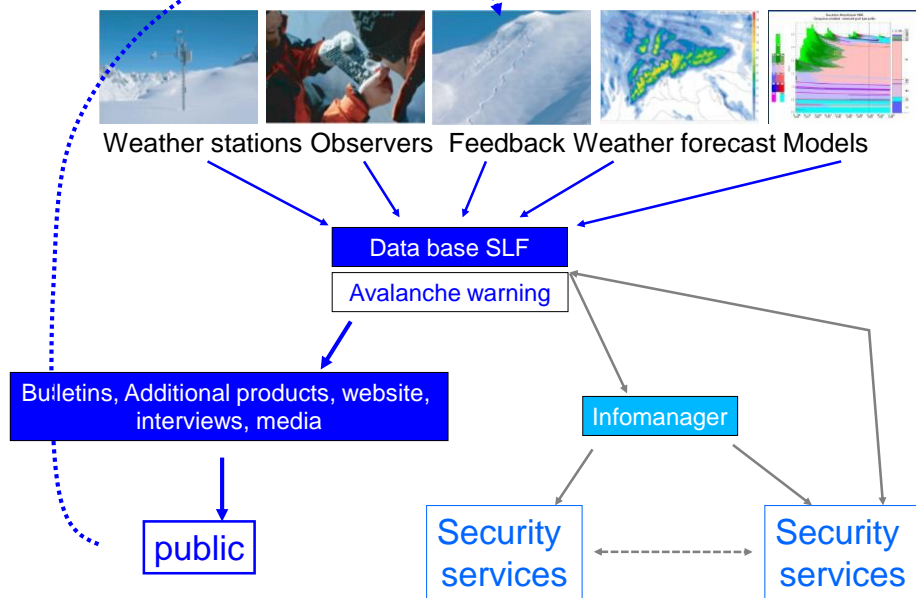 Weather stations Observers Feedback Weather forecast Models
Data base SLF
Avalanche warning
Bulletins, Additional products, website,
interviews, media
Infomanager
public
Security
services
Security
services